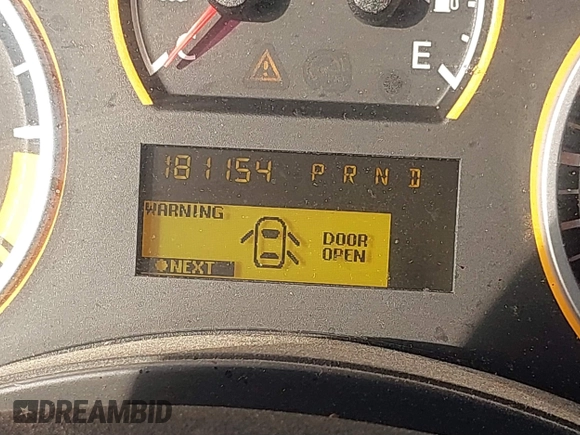 E
181154 P R N D
WARNING
DOOR
OPEN
NEXT
DREAMBID